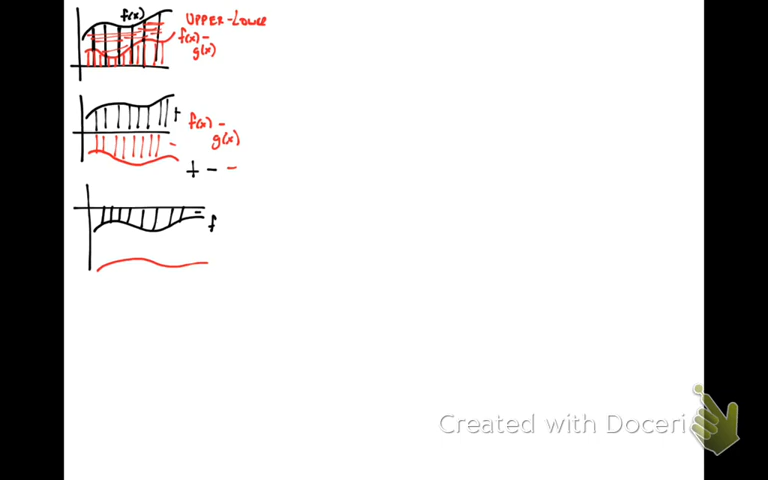 f(x)
UPPER-LOWER
f(x) -
g(x)
+
f(x) -
g(x)
-
+ - -
-
f
Created with Doceri